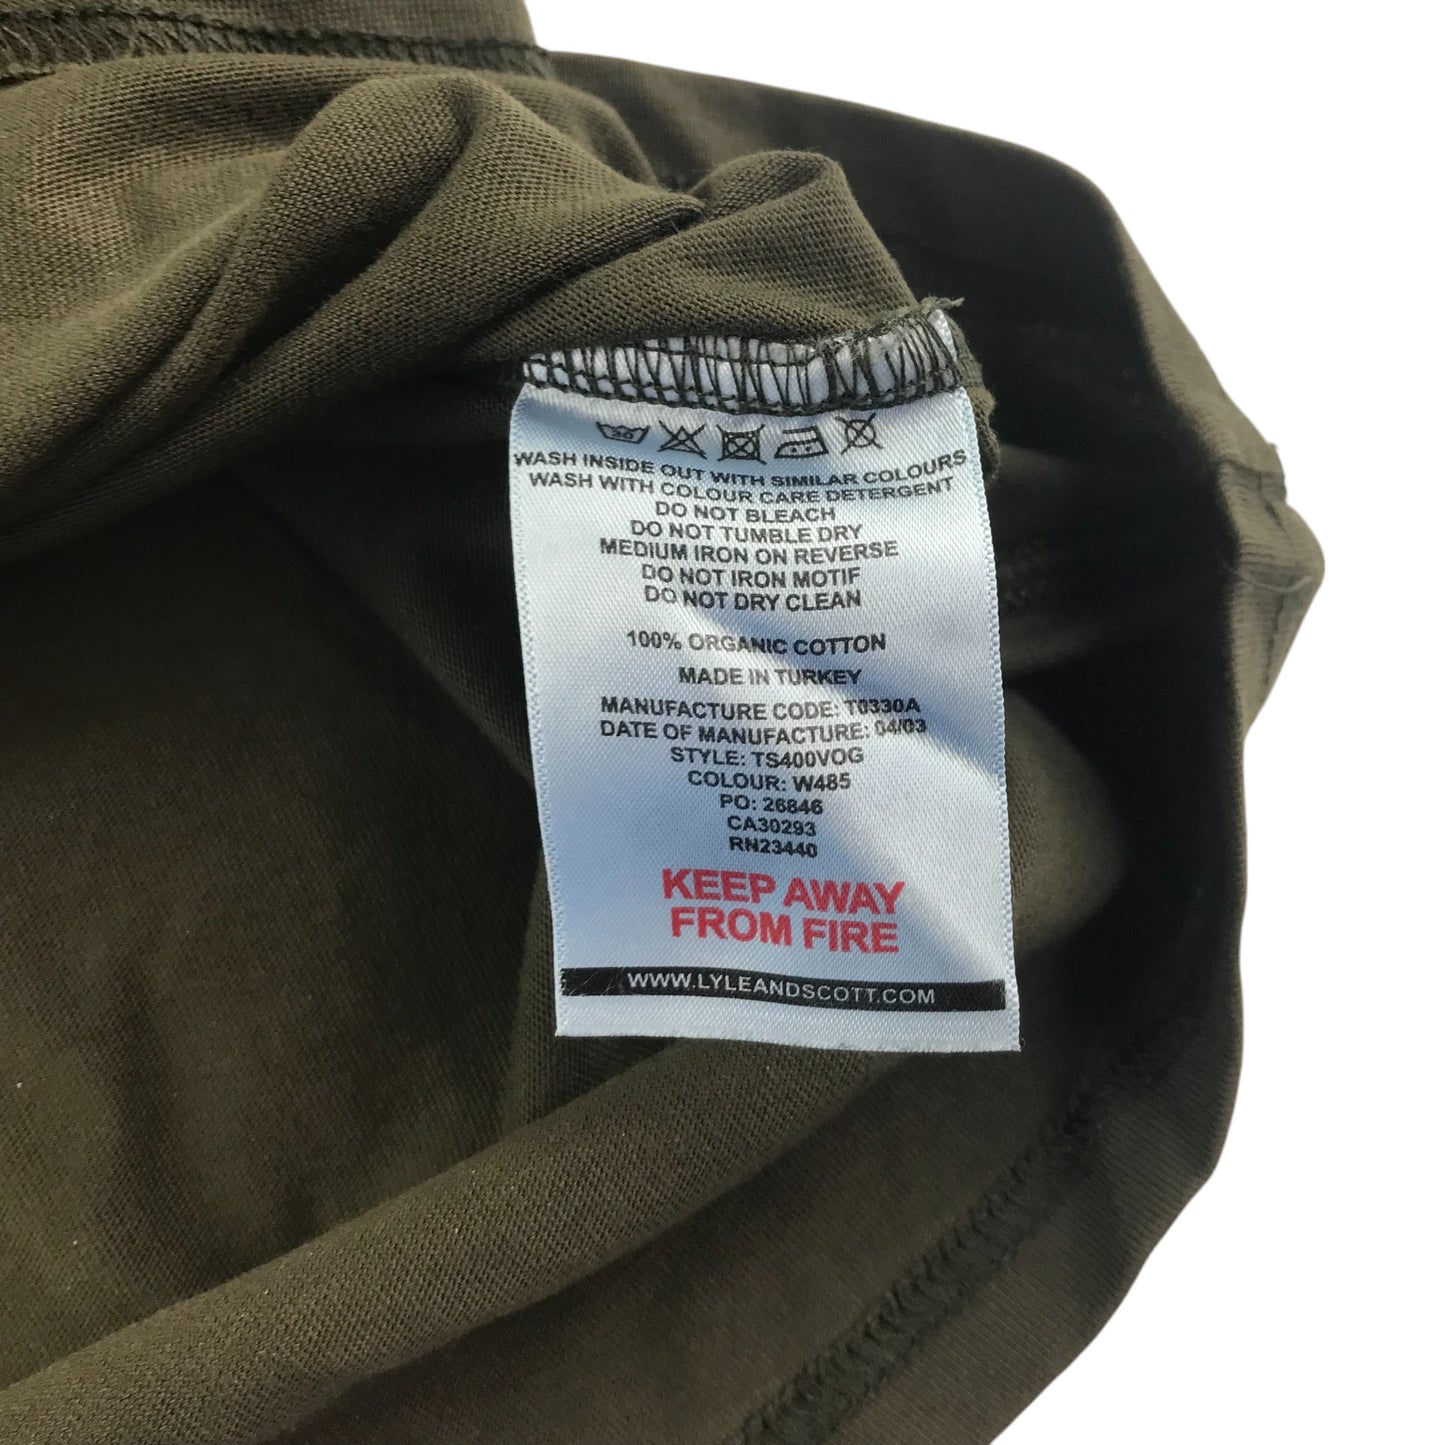 30
WASH INSIDE OUT WITH SIMILAR COLOURS
WASH WITH COLOUR CARE DETERGENT
DO NOT BLEACH
DO NOT TUMBLE DRY
MEDIUM IRON ON REVERSE
DO NOT IRON MOTIF
DO NOT DRY CLEAN
100% ORGANIC COTTON
MADE IN TURKEY
MANUFACTURE CODE: T0330A
DATE OF MANUFACTURE: 04/03
STYLE: TS400VOG
COLOUR: W485
PO: 26846
CA30293
RN23440
KEEP AWAY
FROM FIRE
WWW.LYLEANDSCOTT.COM